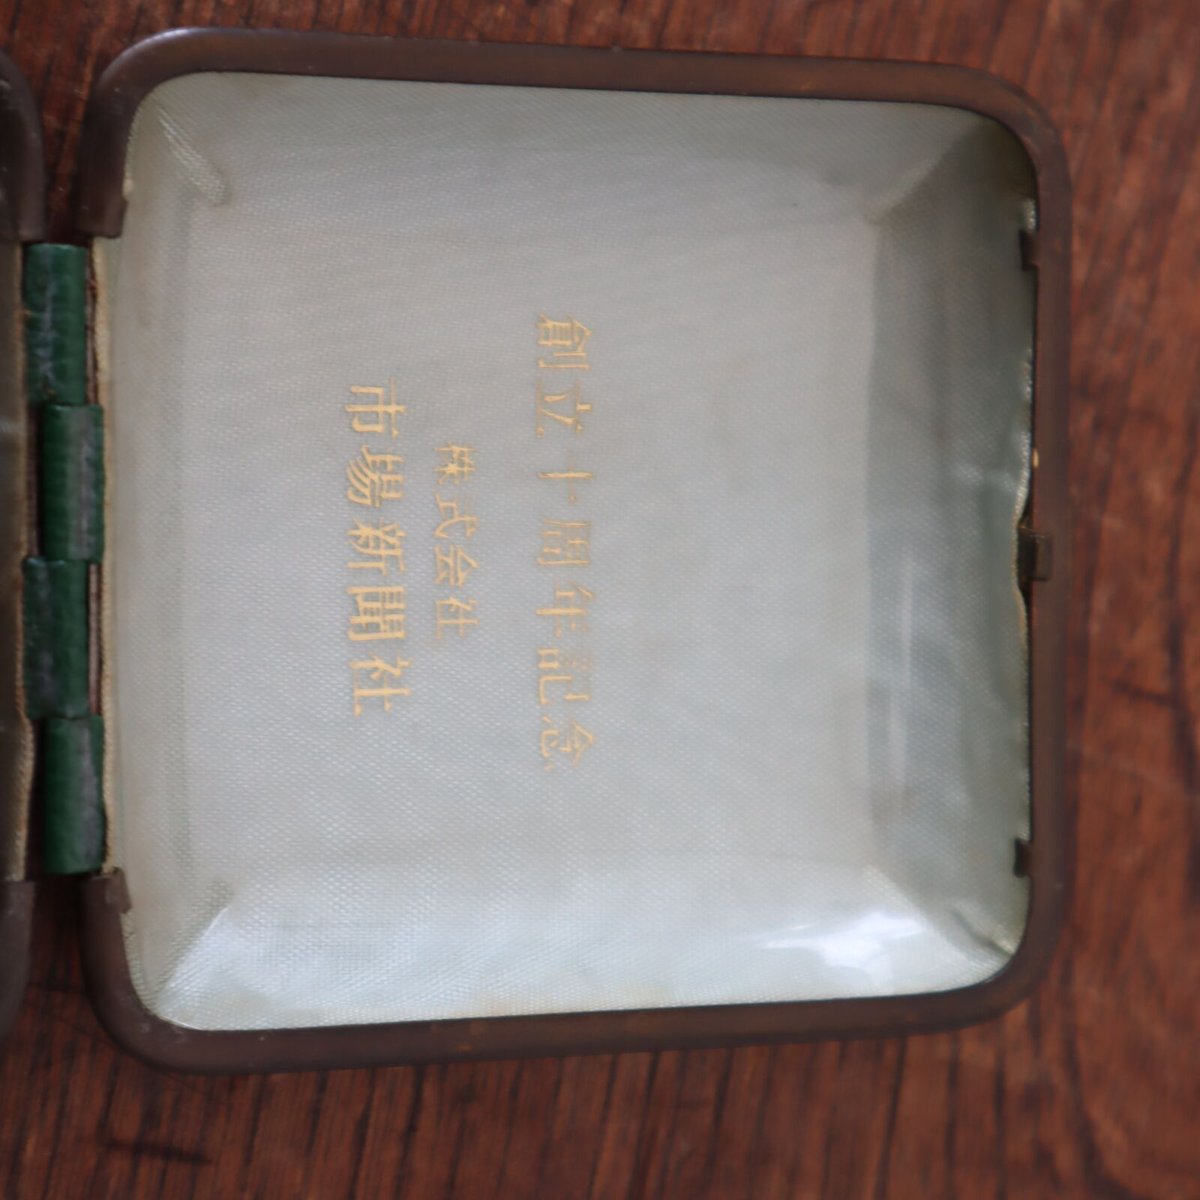 創立十周年記念
株式会社
市場新聞社